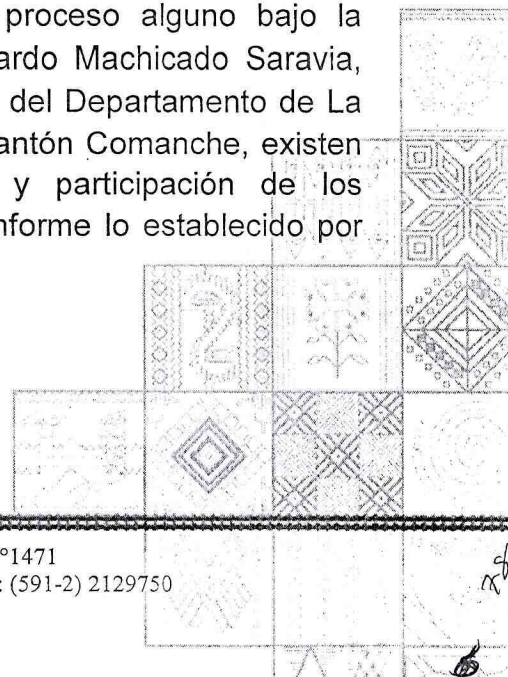 proceso alguno bajo la
ardo Machicado Saravia,
del Departamento de La
antón Comanche, existen
y participación de los
nforme lo establecido por
°1471
: (591-2) 2129750